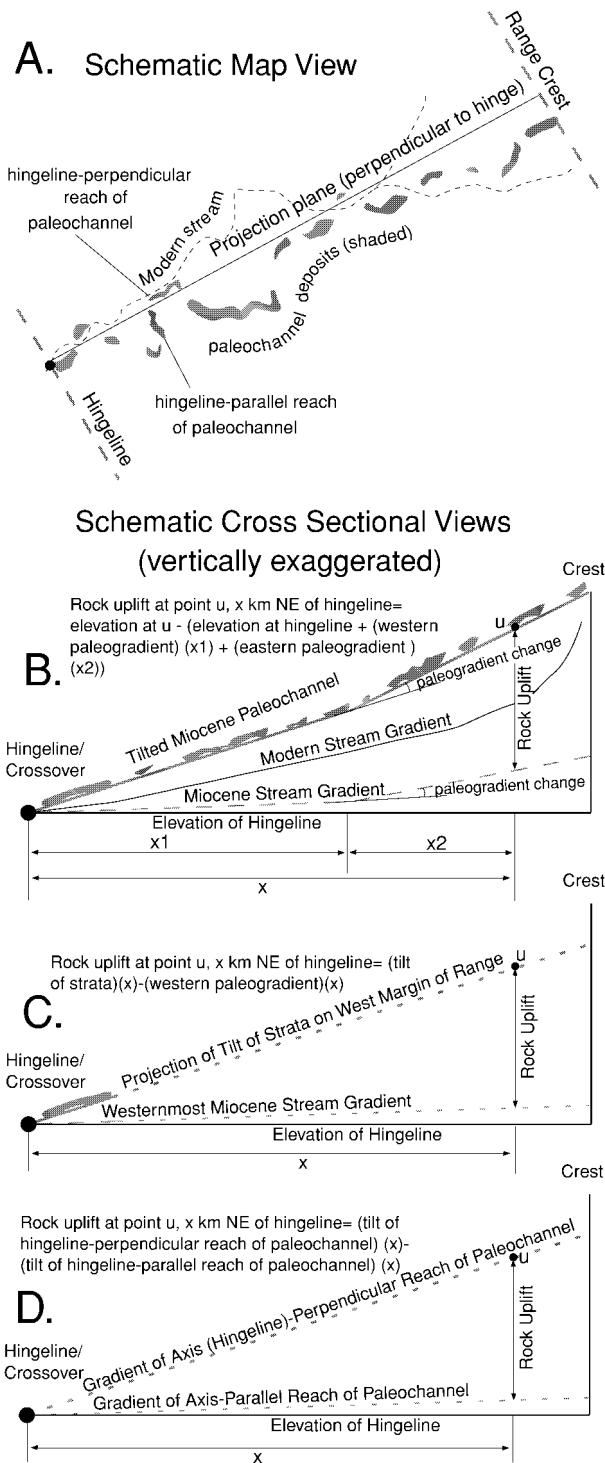 A. Schematic Map View
Range Crest
Projection plane (perpendicular to hinge)
hingeline-perpendicular
reach of
paleochannel
Modern stream
deposits (shaded)
paleochannel
hingeline-parallel reach
of paleochannel
Hingeline
Schematic Cross Sectional Views
(vertically exaggerated)
Crest
Rock uplift at point u, x km NE of hingeline=
elevation at u - (elevation at hingeline + (western
paleogradient) (x1) + (eastern paleogradient )
(x2))
u
B.
paleogradient change
Tilted Miocene Paleochannel
Rock Uplift
Modern Stream Gradient
Hingeline/
Crossover
Miocene Stream Gradient
paleogradient change
Elevation of Hingeline
x1
x2
x
Crest
Rock uplift at point u, x km NE of hingeline= (tilt
of strata)(x)-(western paleogradient)(x)
u
C.
Projection of Tilt of Strata on West Margin of Range
Rock Uplift
Hingeline/
Crossover
Westernmost Miocene Stream Gradient
Elevation of Hingeline
x
Crest
Rock uplift at point u, x km NE of hingeline= (tilt of
hingeline-perpendicular reach of paleochannel) (x)-
(tilt of hingeline-parallel reach of paleochannel) (x)
u
D.
Gradient of Axis (Hingeline)-Perpendicular Reach of Paleochannel
Rock Uplift
Hingeline/
Crossover
Gradient of Axis-Parallel Reach of Paleochannel
Elevation of Hingeline
x